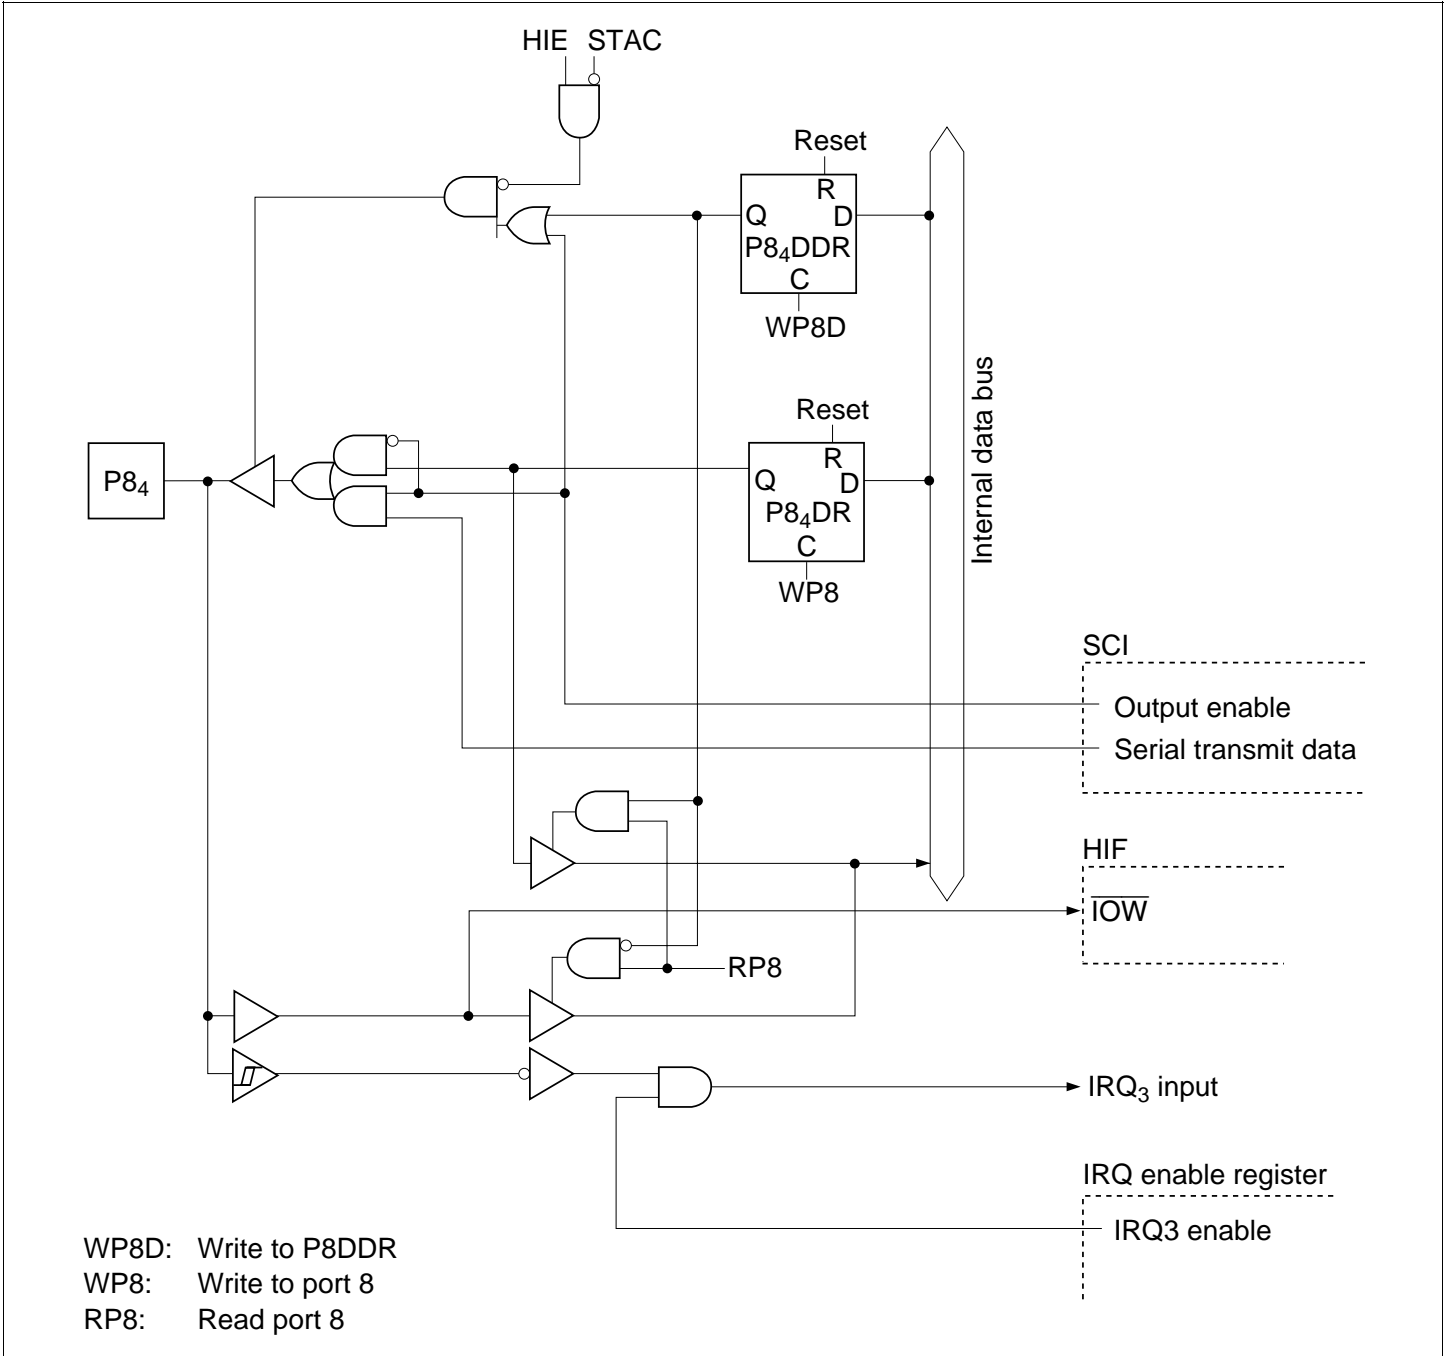 HIE STAC
Reset
R
Q D
P8₄DDR
C
WP8D
Internal data bus
Reset
R
Q D
P8₄DR
C
WP8
P8₄
SCI
Output enable
Serial transmit data
HIF
I̅O̅W̅
RP8
IRQ₃ input
IRQ enable register
IRQ3 enable
WP8D: Write to P8DDR
WP8: Write to port 8
RP8: Read port 8